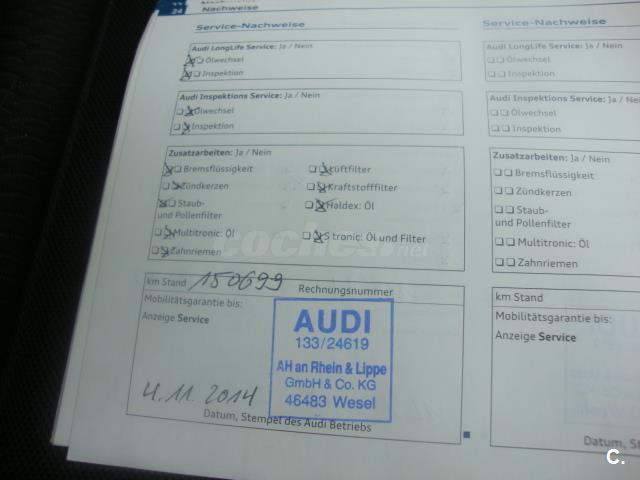 24
Nachweise
Service-Nachweise
Audi LongLife Service: Ja / Nein
Ölwechsel
Inspektion
Audi Inspektions Service: Ja / Nein
Ölwechsel
Inspektion
Zusatzarbeiten: Ja / Nein
Bremsflüssigkeit
Luftfilter
Zündkerzen
Kraftstofffilter
Staub-
und Pollenfilter
Haldex: Öl
Multitronic: Öl
S tronic: Öl und Filter
Zahnriemen
coches.net
km Stand 150699
Rechnungsnummer
Mobilitätsgarantie bis:
Anzeige Service
AUDI
133/24619
AH an Rhein & Lippe
GmbH & Co. KG
46483 Wesel
4.11.2014
Datum, Stempel des Audi Betriebs
Service-Nachweise
Audi LongLife Service: Ja / Nein
Ölwechsel
Inspektion
Audi Inspektions Service: Ja / Nein
Ölwechsel
Inspektion
Zusatzarbeiten: Ja / Nein
Bremsflüssigkeit
Zündkerzen
Staub-
und Pollenfilter
Multitronic: Öl
Zahnriemen
km Stand
Mobilitätsgarantie bis:
Anzeige Service
Datum, St
C.